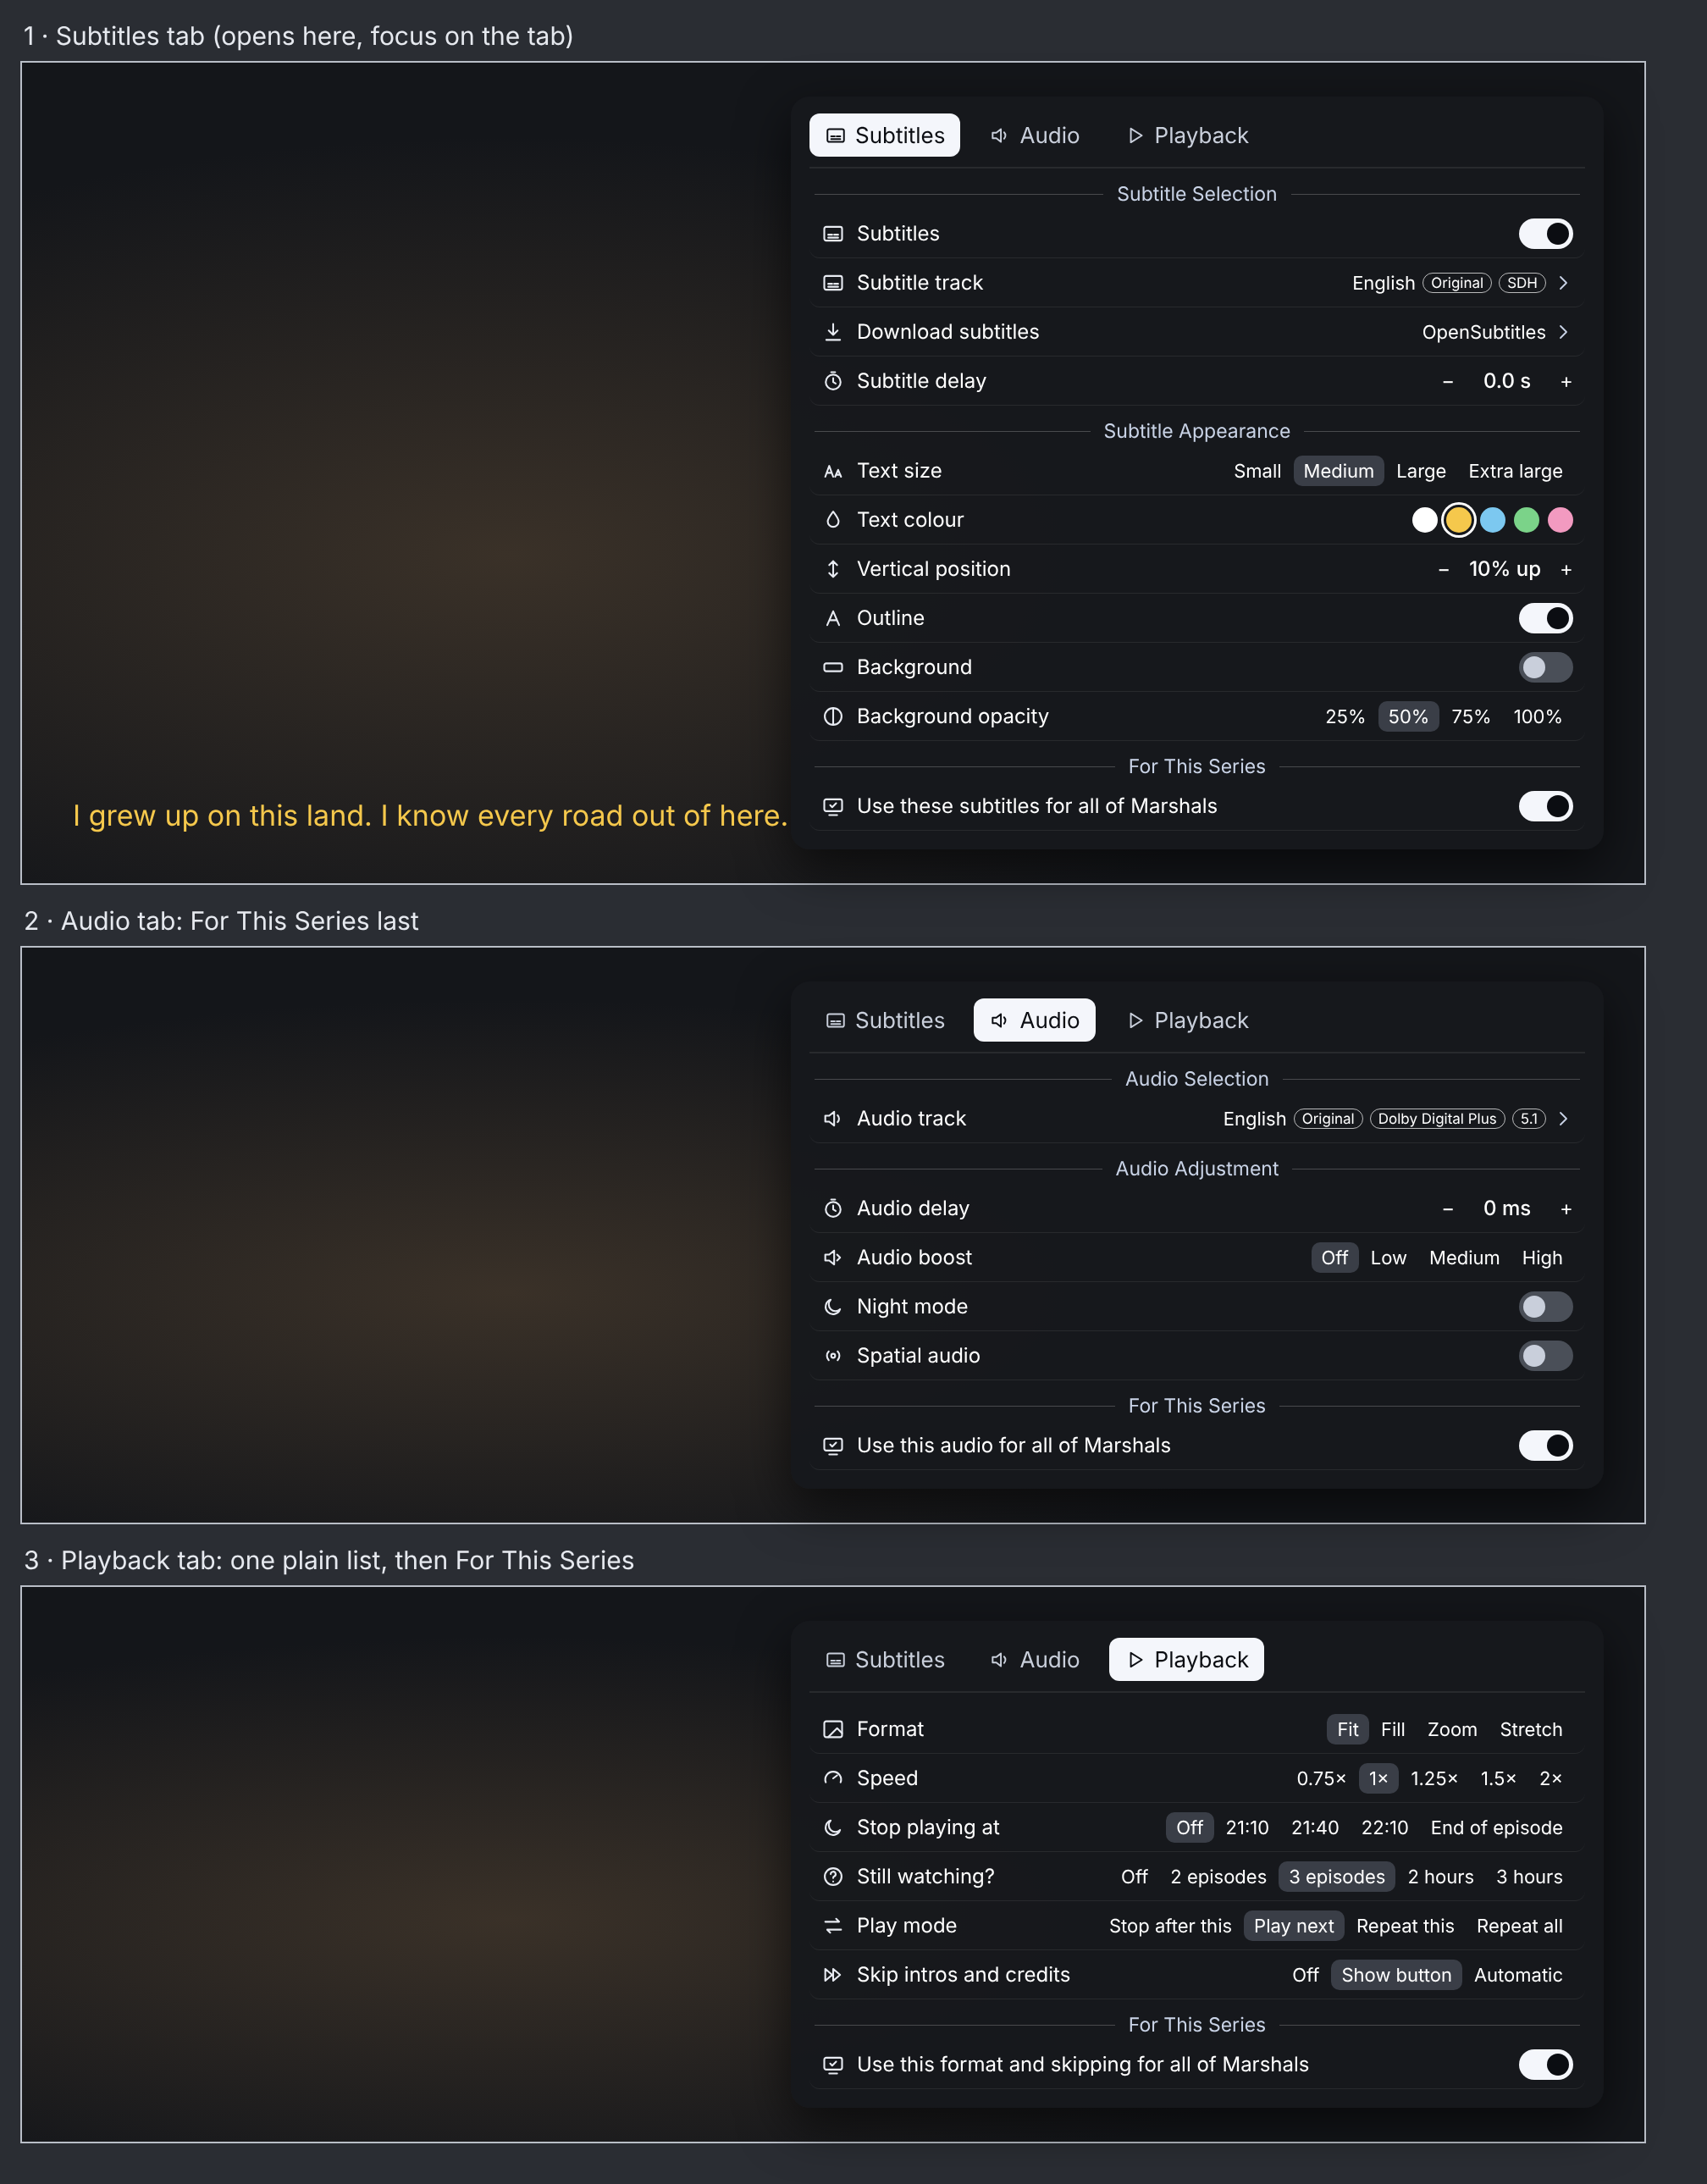 1 · Subtitles tab (opens here, focus on the tab)
Subtitles Audio Playback
Subtitle Selection
Subtitles
Subtitle track English Original SDH
Download subtitles OpenSubtitles
Subtitle delay − 0.0 s +
Subtitle Appearance
Text size Small Medium Large Extra large
Text colour
Vertical position − 10% up +
Outline
Background
Background opacity 25% 50% 75% 100%
For This Series
Use these subtitles for all of Marshals
I grew up on this land. I know every road out of here.
2 · Audio tab: For This Series last
Subtitles Audio Playback
Audio Selection
Audio track English Original Dolby Digital Plus 5.1
Audio Adjustment
Audio delay − 0 ms +
Audio boost Off Low Medium High
Night mode
Spatial audio
For This Series
Use this audio for all of Marshals
3 · Playback tab: one plain list, then For This Series
Subtitles Audio Playback
Format Fit Fill Zoom Stretch
Speed 0.75× 1× 1.25× 1.5× 2×
Stop playing at Off 21:10 21:40 22:10 End of episode
Still watching? Off 2 episodes 3 episodes 2 hours 3 hours
Play mode Stop after this Play next Repeat this Repeat all
Skip intros and credits Off Show button Automatic
For This Series
Use this format and skipping for all of Marshals